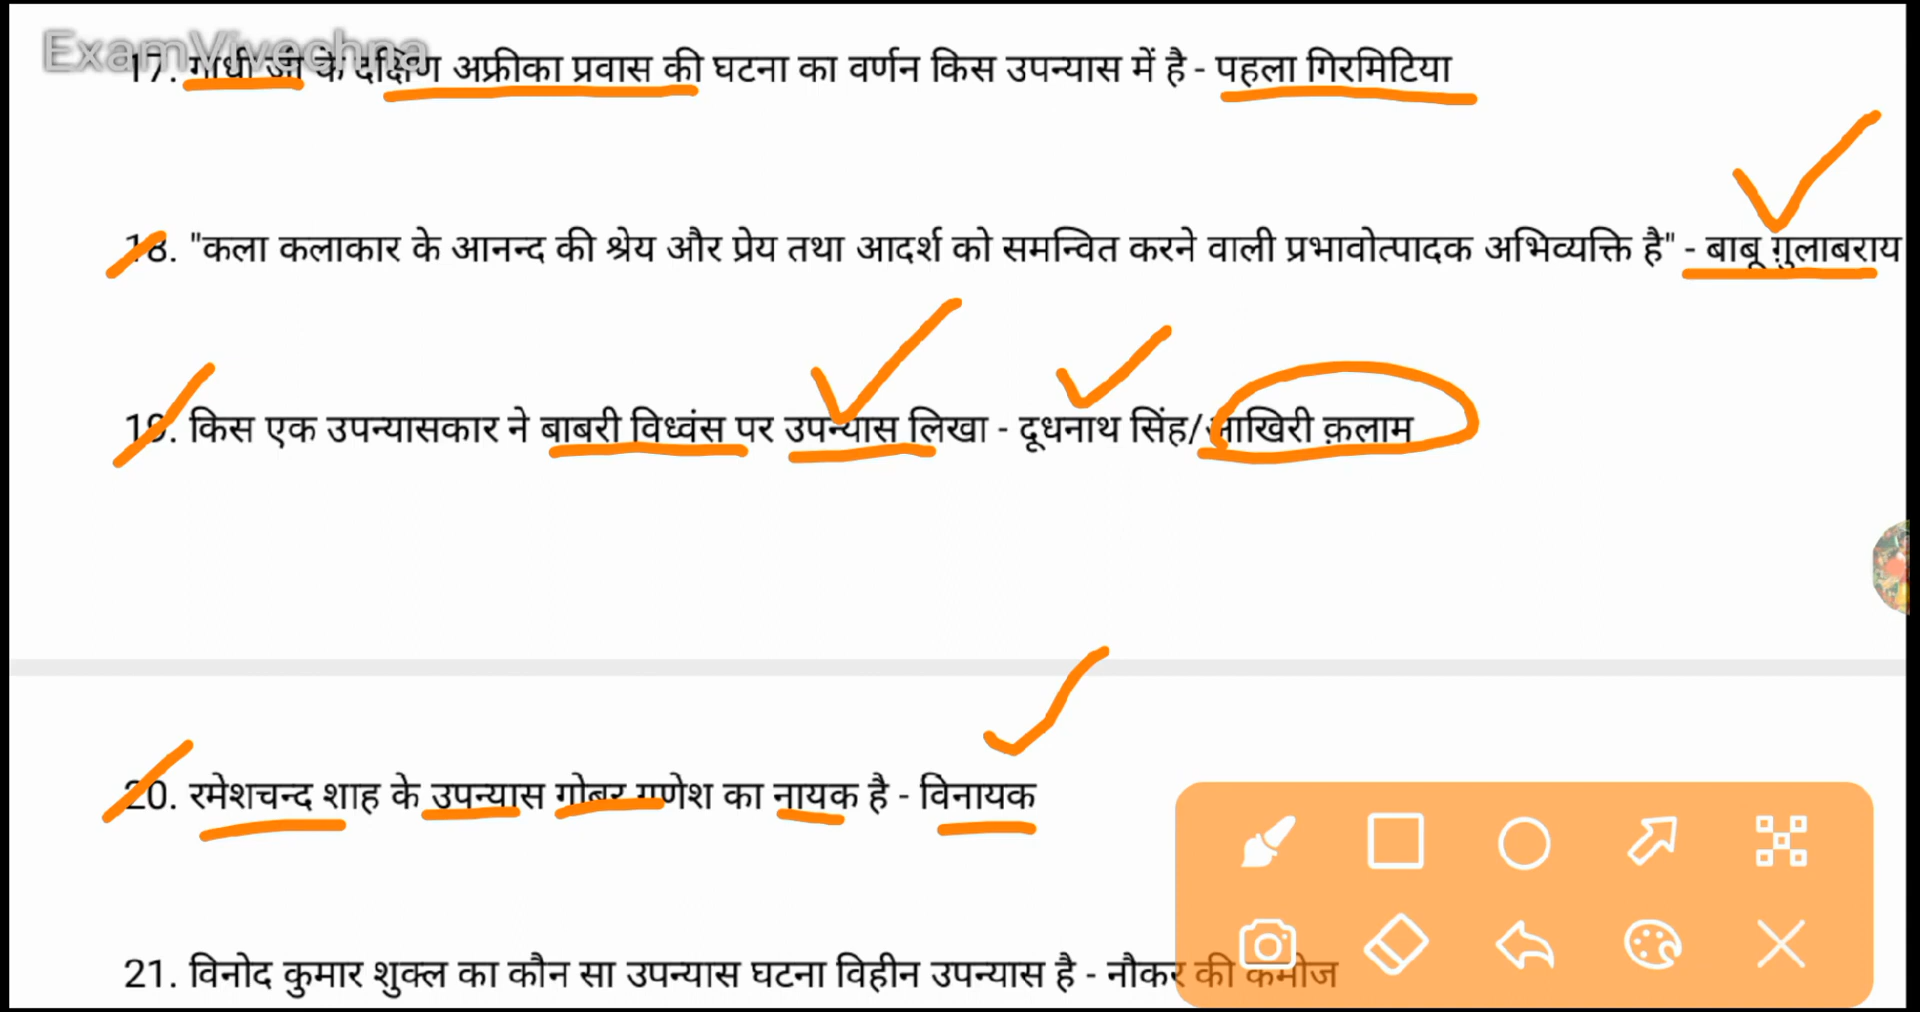 ExamVivechna
17. गांधी जी के दक्षिण अफ्रीका प्रवास की घटना का वर्णन किस उपन्यास में है - पहला गिरमिटिया
18. "कला कलाकार के आनन्द की श्रेय और प्रेय तथा आदर्श को समन्वित करने वाली प्रभावोत्पादक अभिव्यक्ति है" - बाबू ग़ुलाबराय
19. किस एक उपन्यासकार ने बाबरी विध्वंस पर उपन्यास लिखा - दूधनाथ सिंह/आखिरी क़लाम
20. रमेशचन्द शाह के उपन्यास गोबर गणेश का नायक है - विनायक
21. विनोद कुमार शुक्ल का कौन सा उपन्यास घटना विहीन उपन्यास है - नौकर की कमीज